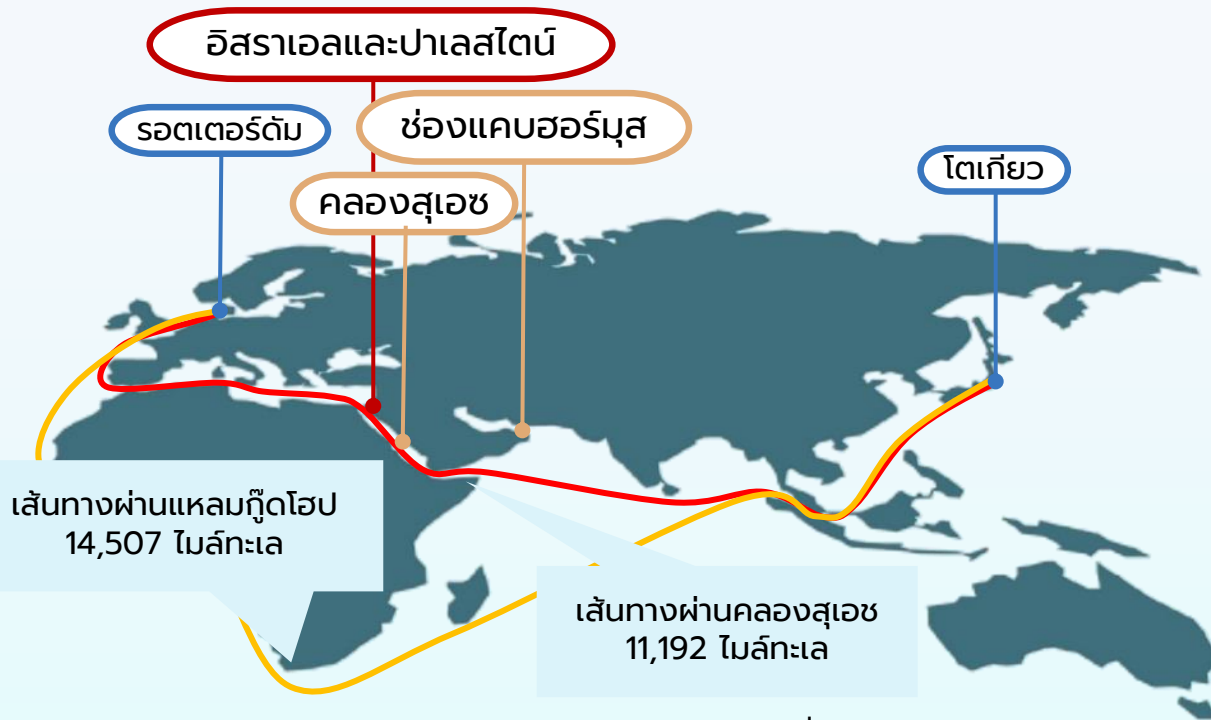 อิสราเอลและปาเลสไตน์
รอตเตอร์ดัม
ช่องแคบฮอร์มุส
โตเกียว
คลองสุเอซ
เส้นทางผ่านแหลมกู๊ดโฮป
14,507 ไมล์ทะเล
เส้นทางผ่านคลองสุเอช
11,192 ไมล์ทะเล